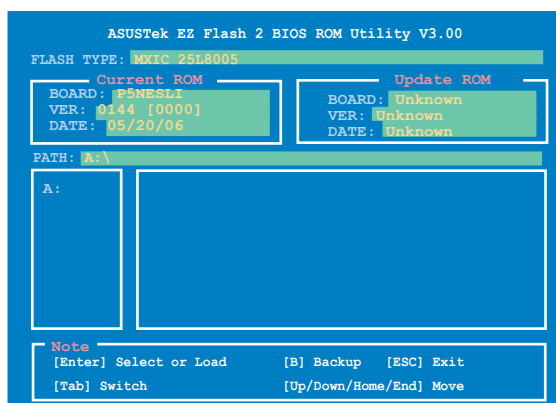 ASUSTek EZ Flash 2 BIOS ROM Utility V3.00
FLASH TYPE: MXIC 25L8005
Current ROM
BOARD: P5NESLI
VER: 0144 [0000]
DATE: 05/20/06
Update ROM
BOARD: Unknown
VER: Unknown
DATE: Unknown
PATH: A:\
A:
Note
[Enter] Select or Load [B] Backup [ESC] Exit
[Tab] Switch [Up/Down/Home/End] Move